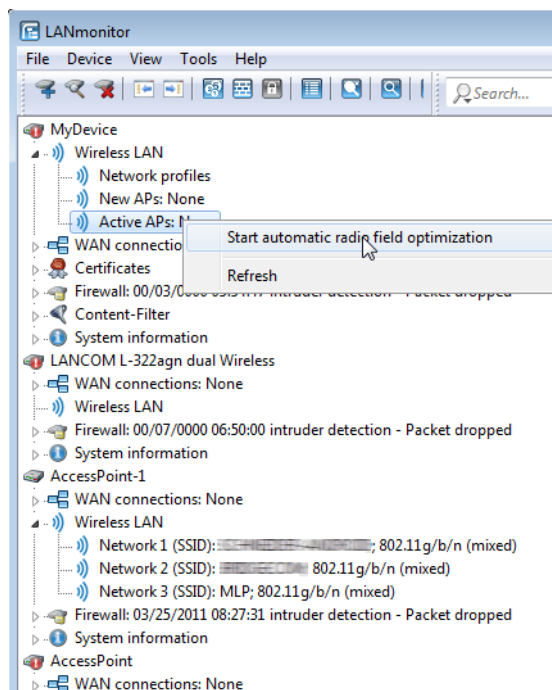 LANmonitor
File Device View Tools Help
Search...
MyDevice
Wireless LAN
Network profiles
New APs: None
Active APs:
Start automatic radio field optimization
WAN
Refresh
Certificates
Firewall: intruder detection - Packet dropped
Content-Filter
System information
LANCOM L-322agn dual Wireless
WAN connections: None
Wireless LAN
Firewall: 00/07/0000 06:50:00 intruder detection - Packet dropped
System information
AccessPoint-1
WAN connections: None
Wireless LAN
Network 1 (SSID): ; 802.11g/b/n (mixed)
Network 2 (SSID): 802.11g/b/n (mixed)
Network 3 (SSID): MLP; 802.11g/b/n (mixed)
Firewall: 03/25/2011 08:27:31 intruder detection - Packet dropped
System information
AccessPoint
WAN connections: None